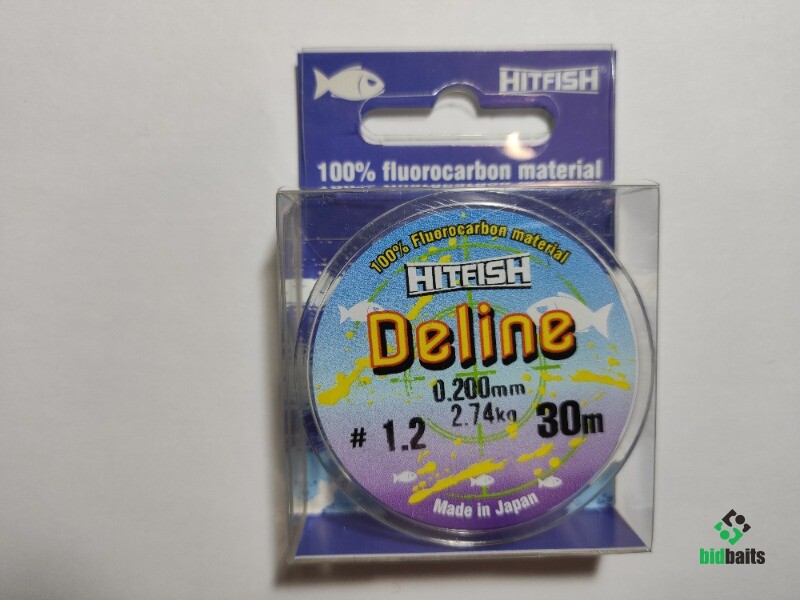 HITFISH
100% fluorocarbon material
100% Fluorocarbon material
HITFISH
Deline
0.200mm
2.74kg
# 1.2
30m
Made in Japan
bidbaits